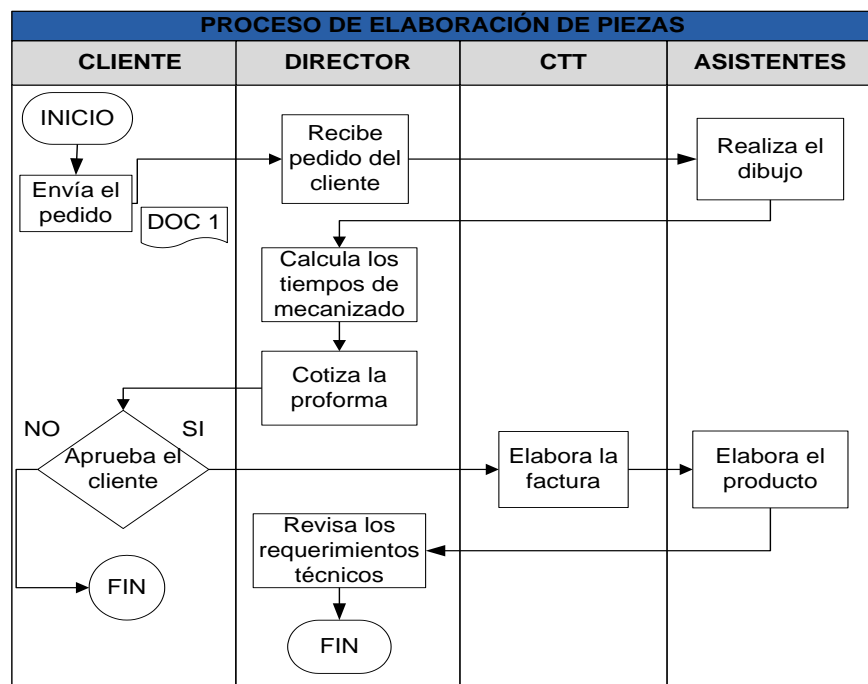 PROCESO DE ELABORACIÓN DE PIEZAS
CLIENTE
DIRECTOR
CTT
ASISTENTES
INICIO
Envía el
pedido
DOC 1
Recibe
pedido del
cliente
Realiza el
dibujo
Calcula los
tiempos de
mecanizado
Cotiza la
proforma
NO
SI
Aprueba el
cliente
Elabora la
factura
Elabora el
producto
Revisa los
requerimientos
técnicos
FIN
FIN